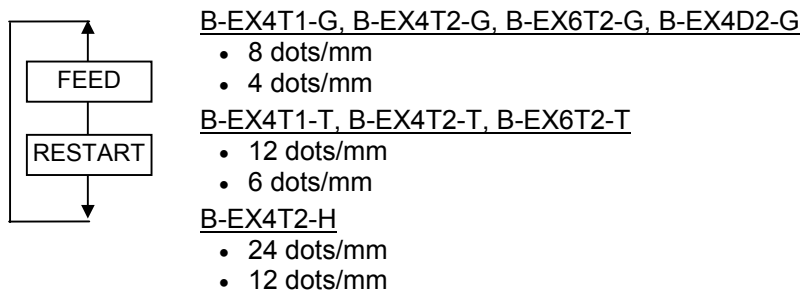 B-EX4T1-G, B-EX4T2-G, B-EX6T2-G, B-EX4D2-G
• 8 dots/mm
FEED
• 4 dots/mm
B-EX4T1-T, B-EX4T2-T, B-EX6T2-T
RESTART
• 12 dots/mm
• 6 dots/mm
B-EX4T2-H
• 24 dots/mm
• 12 dots/mm